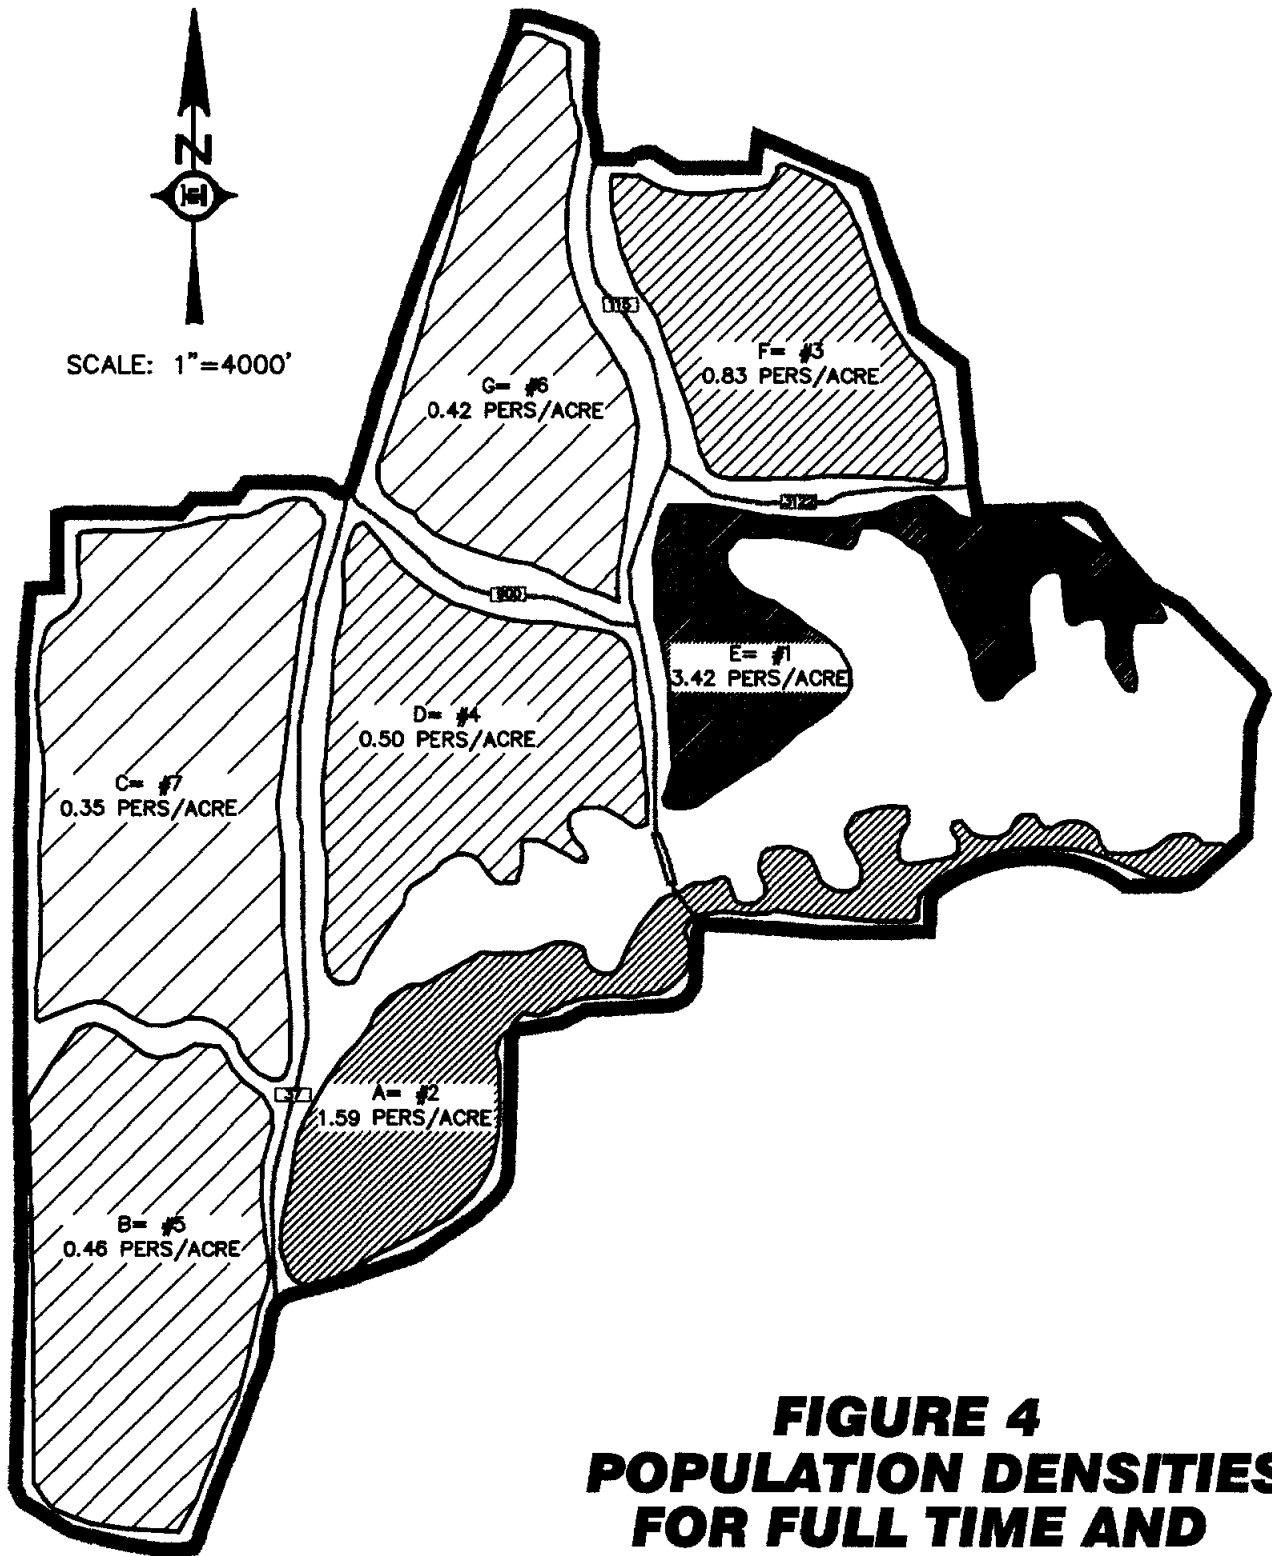 N
SCALE: 1"=4000'
115
F= #3
0.83 PERS/ACRE
G= #6
0.42 PERS/ACRE
3122
900
E= #1
3.42 PERS/ACRE
D= #4
0.50 PERS/ACRE
C= #7
0.35 PERS/ACRE
37
A= #2
1.59 PERS/ACRE
B= #5
0.46 PERS/ACRE
FIGURE 4
POPULATION DENSITIES
FOR FULL TIME AND